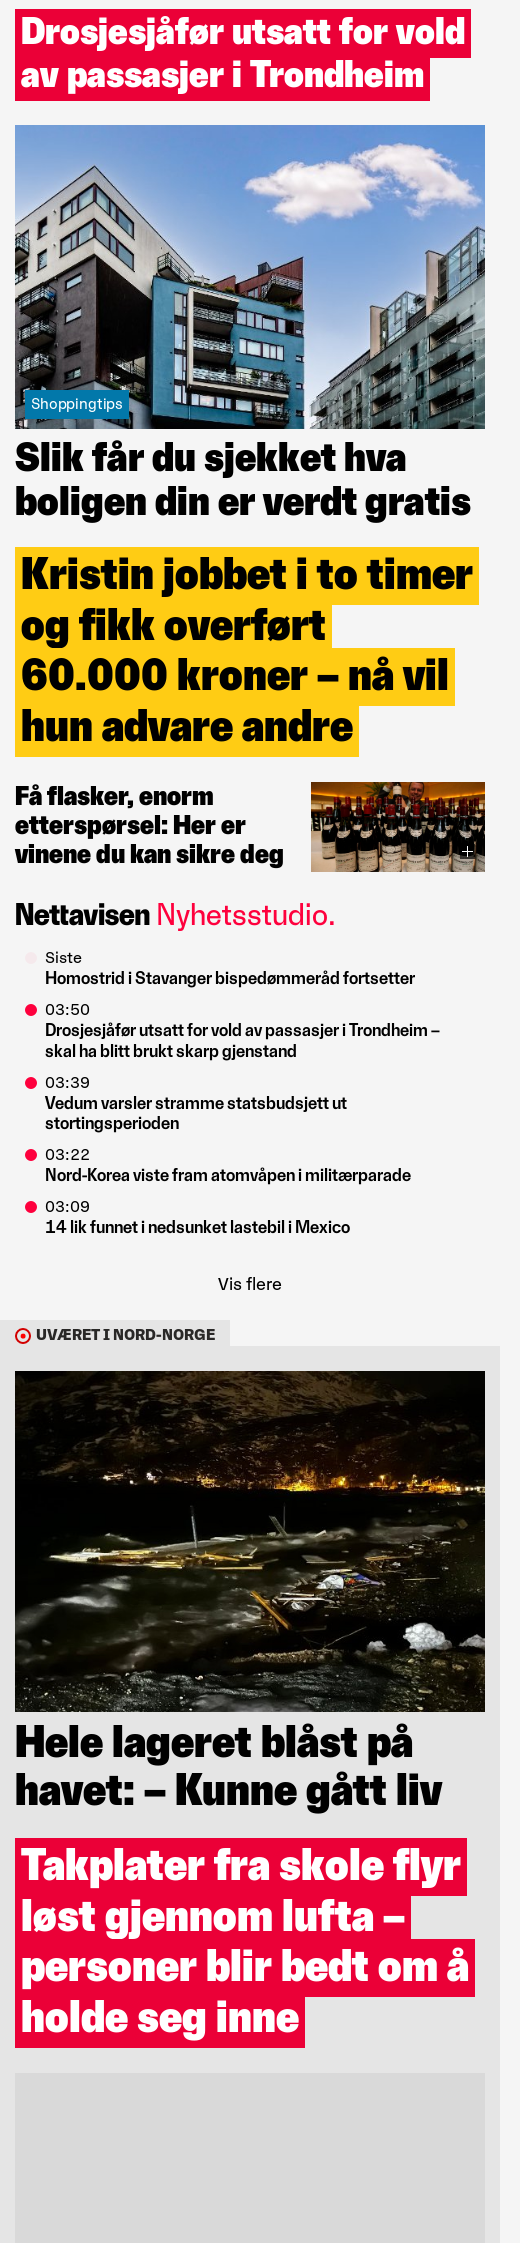 Drosjesjåfør utsatt for vold
av passasjer i Trondheim
Shoppingtips
Slik får du sjekket hva
boligen din er verdt gratis
Kristin jobbet i to timer
og fikk overført
60.000 kroner – nå vil
hun advare andre
Få flasker, enorm
etterspørsel: Her er
vinene du kan sikre deg
Nettavisen Nyhetsstudio.
Siste
Homostrid i Stavanger bispedømmeråd fortsetter
03:50
Drosjesjåfør utsatt for vold av passasjer i Trondheim –
skal ha blitt brukt skarp gjenstand
03:39
Vedum varsler stramme statsbudsjett ut
stortingsperioden
03:22
Nord-Korea viste fram atomvåpen i militærparade
03:09
14 lik funnet i nedsunket lastebil i Mexico
Vis flere
UVÆRET I NORD-NORGE
Hele lageret blåst på
havet: – Kunne gått liv
Takplater fra skole flyr
løst gjennom lufta –
personer blir bedt om å
holde seg inne